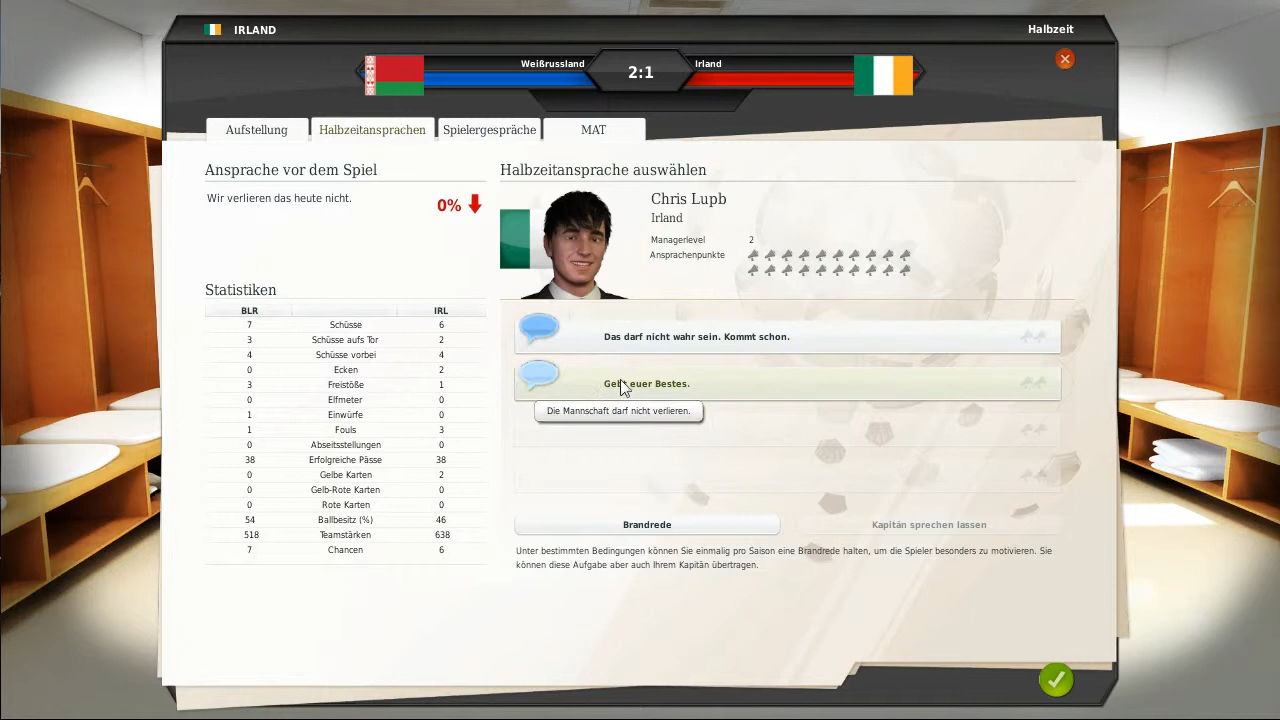 IRLAND
Halbzeit
Weißrussland
2:1
Irland
Aufstellung
Halbzeitansprachen
Spielergespräche
MAT
Ansprache vor dem Spiel
Wir verlieren das heute nicht.
0%
Halbzeitansprache auswählen
Chris Lupb
Irland
Managerlevel 2
Ansprachenpunkte
Statistiken
BLR IRL
7 Schüsse 6
3 Schüsse aufs Tor 2
4 Schüsse vorbei 4
0 Ecken 2
3 Freistöße 1
0 Elfmeter 0
1 Einwürfe 0
1 Fouls 3
0 Abseitsstellungen 0
38 Erfolgreiche Pässe 38
0 Gelbe Karten 2
0 Gelb-Rote Karten 0
0 Rote Karten 0
54 Ballbesitz (%) 46
518 Teamstärken 638
7 Chancen 6
Das darf nicht wahr sein. Kommt schon.
Gebt euer Bestes.
Die Mannschaft darf nicht verlieren.
Brandrede
Kapitän sprechen lassen
Unter bestimmten Bedingungen können Sie einmalig pro Saison eine Brandrede halten, um die Spieler besonders zu motivieren. Sie
können diese Aufgabe aber auch Ihrem Kapitän übertragen.